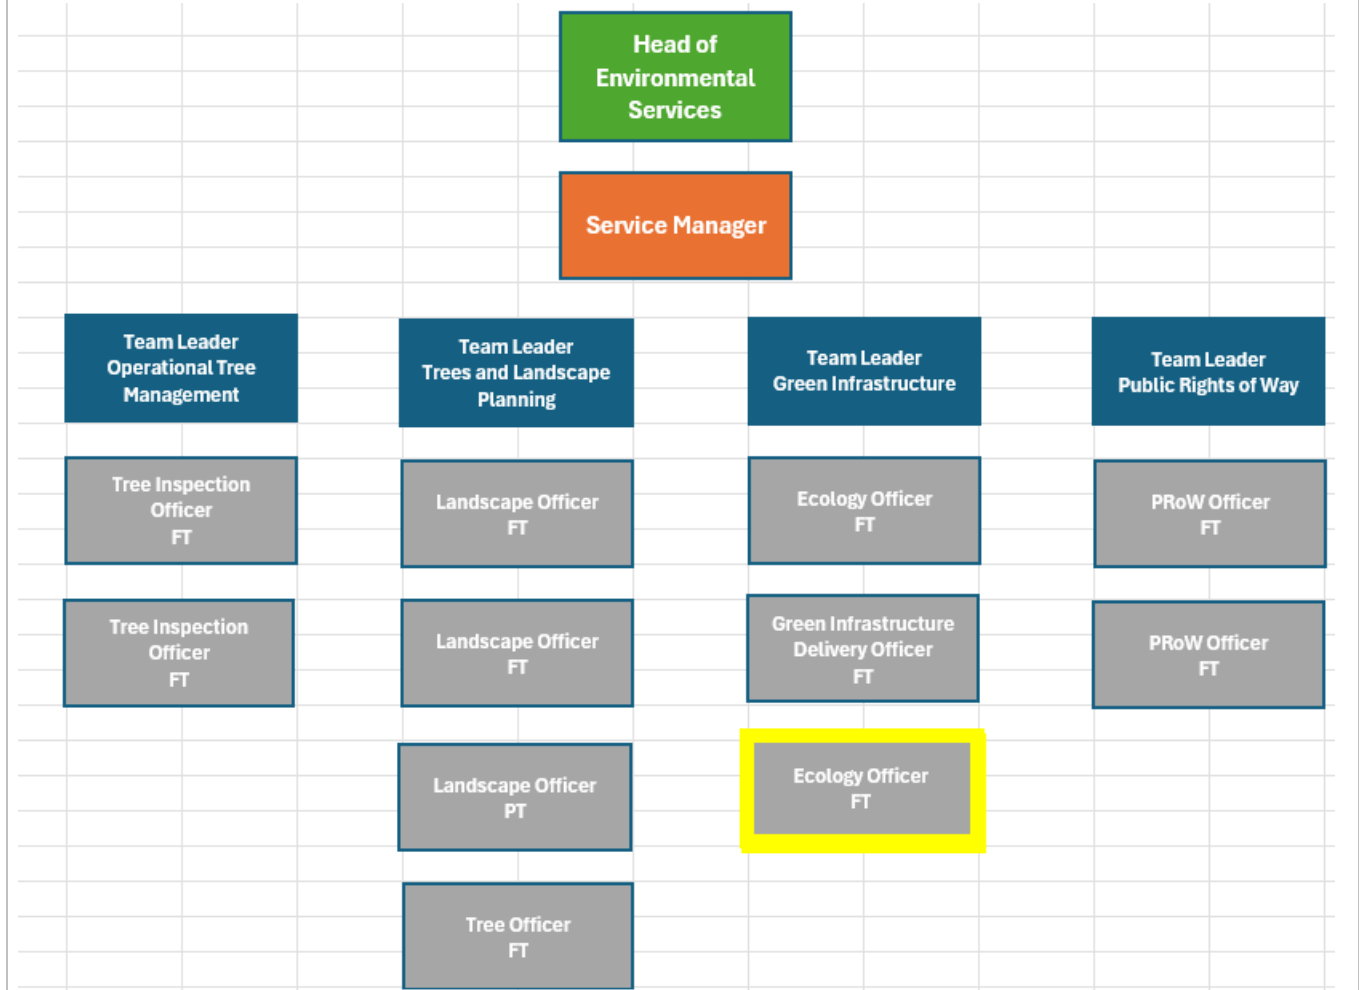 Head of
Environmental
Services
Service Manager
Team Leader
Operational Tree
Management
Team Leader
Trees and Landscape
Planning
Team Leader
Green Infrastructure
Team Leader
Public Rights of Way
Tree Inspection
Officer
FT
Landscape Officer
FT
Ecology Officer
FT
PRoW Officer
FT
Tree Inspection
Officer
FT
Landscape Officer
FT
Green Infrastructure
Delivery Officer
FT
PRoW Officer
FT
Landscape Officer
PT
Ecology Officer
FT
Tree Officer
FT